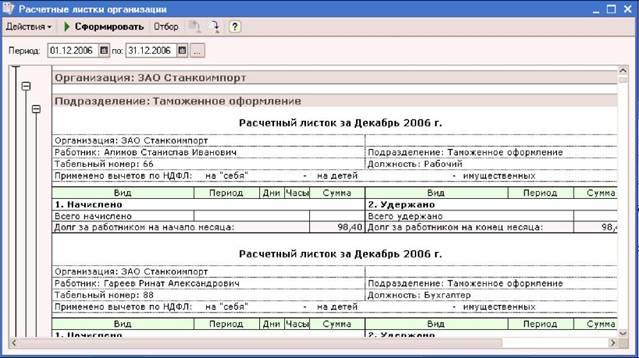 Расчетные листки организации
Действия Сформировать Отбор ?
Период: 01.12.2006 по: 31.12.2006 ...
Организация: ЗАО Станкоимпорт
Подразделение: Таможенное оформление
Расчетный листок за Декабрь 2006 г.
Организация: ЗАО Станкоимпорт
Работник: Аликов Станислав Иванович Подразделение: Таможенное оформление
Табельный номер: 66 Должность: Рабочий
Применено вычетов по НДФЛ: на "себя" - на детей - имущественных
Вид Период Дни Часы Сумма Вид Период Сумма
1. Начислено 2. Удержано
Всего начислено Всего удержано
Долг за работником на начало месяца: 98,40 Долг за работником на конец месяца: 98,
Расчетный листок за Декабрь 2006 г.
Организация: ЗАО Станкоимпорт
Работник: Гареев Ринат Александрович Подразделение: Таможенное оформление
Табельный номер: 88 Должность: Бухгалтер
Применено вычетов по НДФЛ: на "себя" - на детей - имущественных
Вид Период Дни Часы Сумма Вид Период Сумма
1. Начислено 2. Удержано